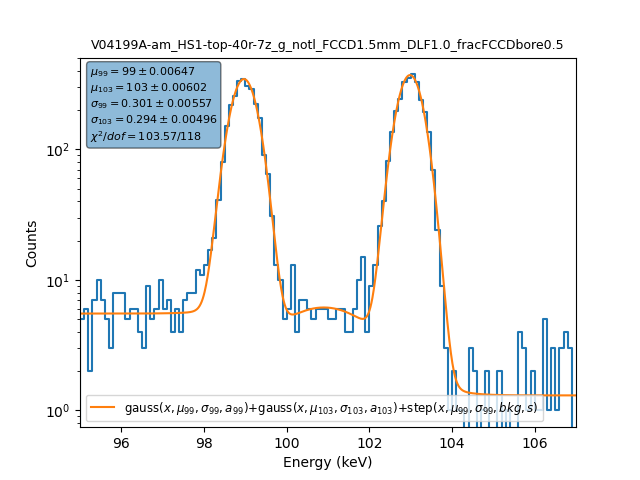 V04199A-am_HS1-top-40r-7z_g_notl_FCCD1.5mm_DLF1.0_fracFCCDbore0.5
μ₉₉ = 99 ± 0.00647
μ₁₀₃ = 103 ± 0.00602
σ₉₉ = 0.301 ± 0.00557
σ₁₀₃ = 0.294 ± 0.00496
χ²/dof = 103.57/118
Counts
10²
10¹
10⁰
gauss(x, μ₉₉, σ₉₉, a₉₉)+gauss(x, μ₁₀₃, σ₁₀₃, a₁₀₃)+step(x, μ₉₉, σ₉₉, bkg, s)
96 98 100 102 104 106
Energy (keV)